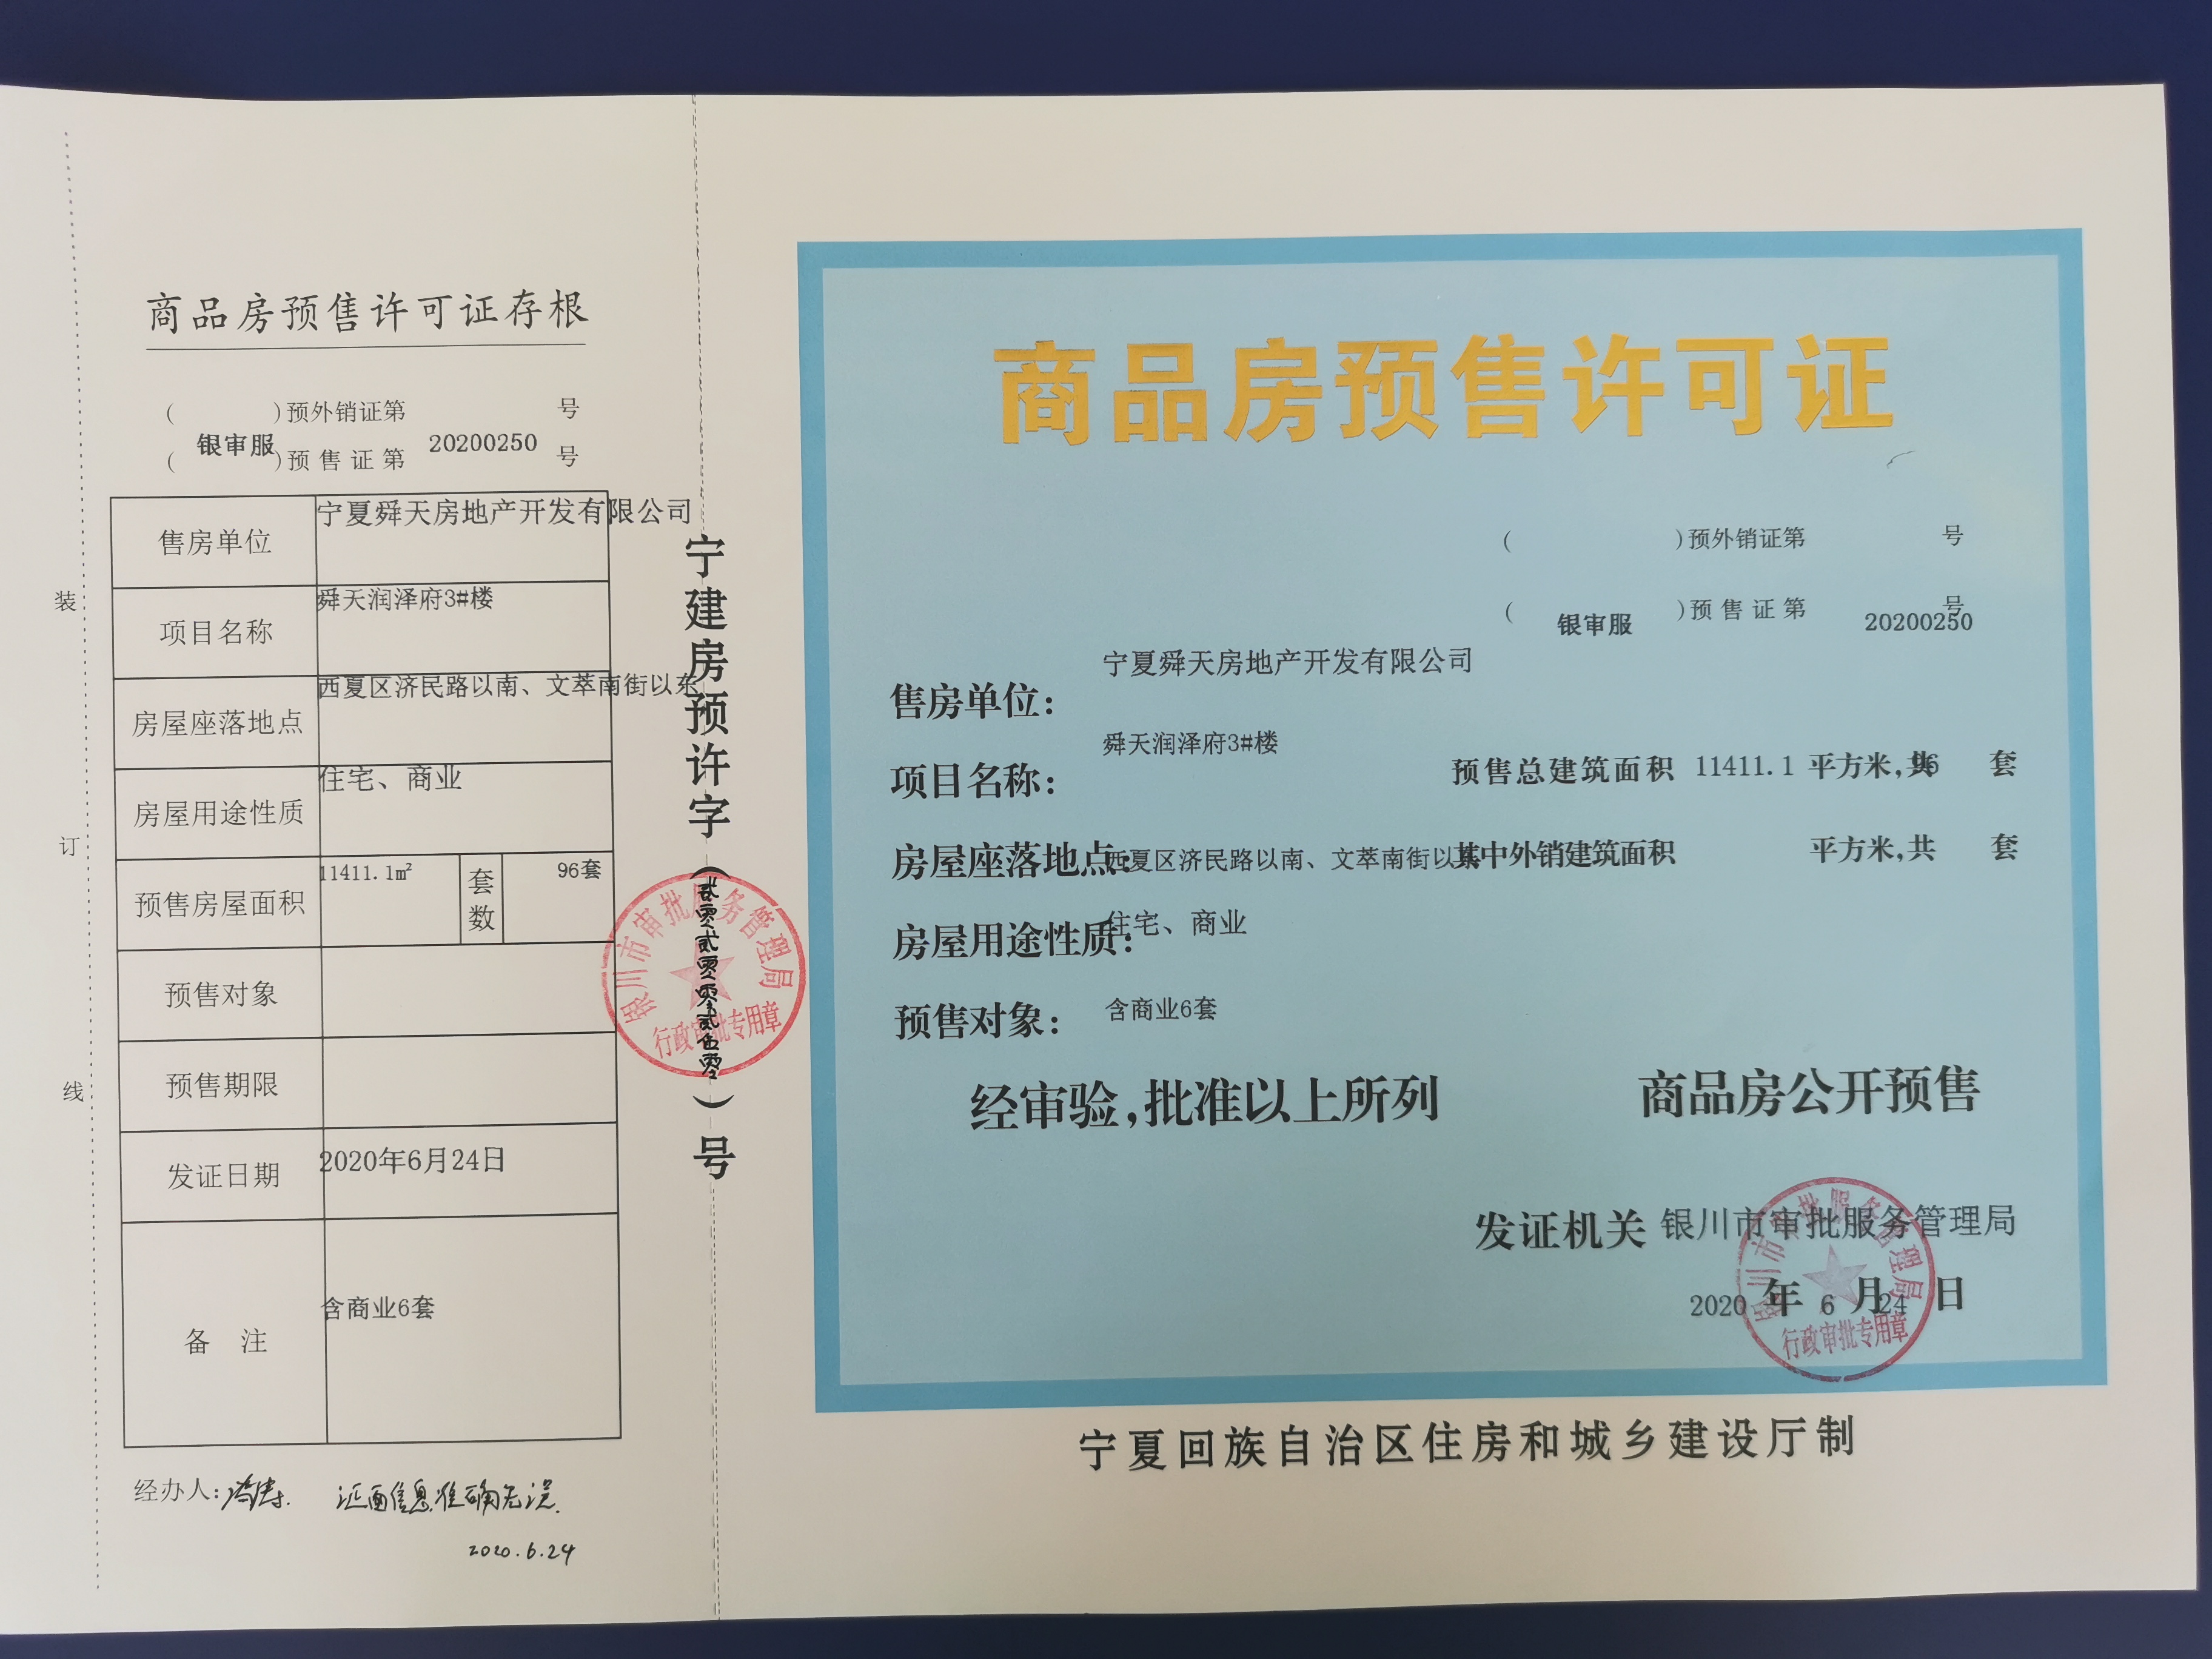 商品房预售许可证存根
( )预外销证第 号
(银审服)预售证第 20200250 号
售房单位 宁夏舜天房地产开发有限公司
项目名称 舜天润泽府3#楼
房屋座落地点 西夏区济民路以南、文萃南街以东
房屋用途性质 住宅、商业
预售房屋面积 11411.1㎡ 套数 96套
预售对象
预售期限
发证日期 2020年6月24日
备 注 含商业6套
经办人:
证面信息准确无误.
2020.6.24
装
订
线
宁建房预许字(贰零贰零零贰伍零)号
银川市审批服务管理局
行政审批专用章
商品房预售许可证
( )预外销证第 号
(银审服)预售证第 20200250 号
售房单位: 宁夏舜天房地产开发有限公司
项目名称: 舜天润泽府3#楼 预售总建筑面积 11411.1 平方米,共96 套
房屋座落地点: 西夏区济民路以南、文萃南街以东 其中外销建筑面积 平方米,共 套
房屋用途性质: 住宅、商业
预售对象: 含商业6套
经审验,批准以上所列 商品房公开预售
发证机关 银川市审批服务管理局
2020 年 6 月 24 日
银川市审批服务管理局
行政审批专用章
宁夏回族自治区住房和城乡建设厅制